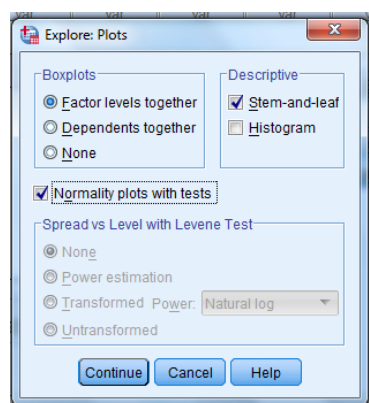 Explore: Plots
Boxplots
Factor levels together
Dependents together
None
Descriptive
Stem-and-leaf
Histogram
Normality plots with tests
Spread vs Level with Levene Test
None
Power estimation
Transformed Power: Natural log
Untransformed
Continue Cancel Help